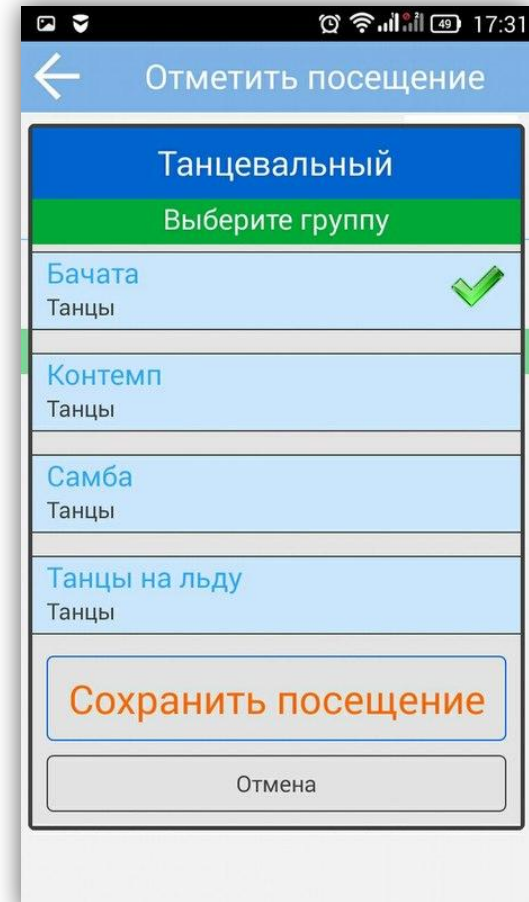 49 17:31
Отметить посещение
Танцевальный
Выберите группу
Бачата
Танцы
Контемп
Танцы
Самба
Танцы
Танцы на льду
Танцы
Сохранить посещение
Отмена